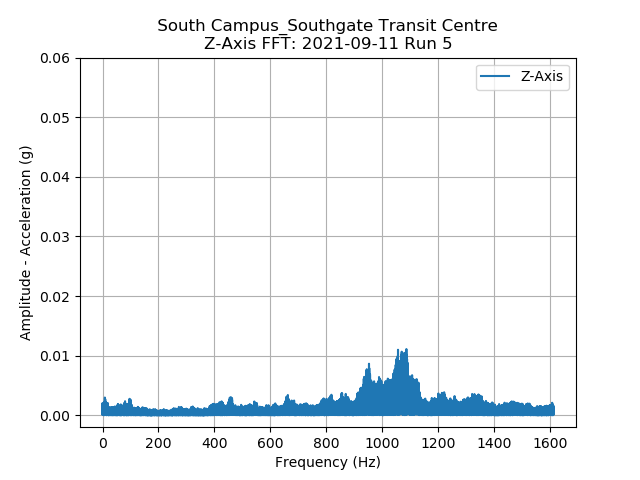 South Campus_Southgate Transit Centre
Z-Axis FFT: 2021-09-11 Run 5
Z-Axis
0.06
0.05
0.04
0.03
0.02
0.01
0.00
Amplitude - Acceleration (g)
0 200 400 600 800 1000 1200 1400 1600
Frequency (Hz)